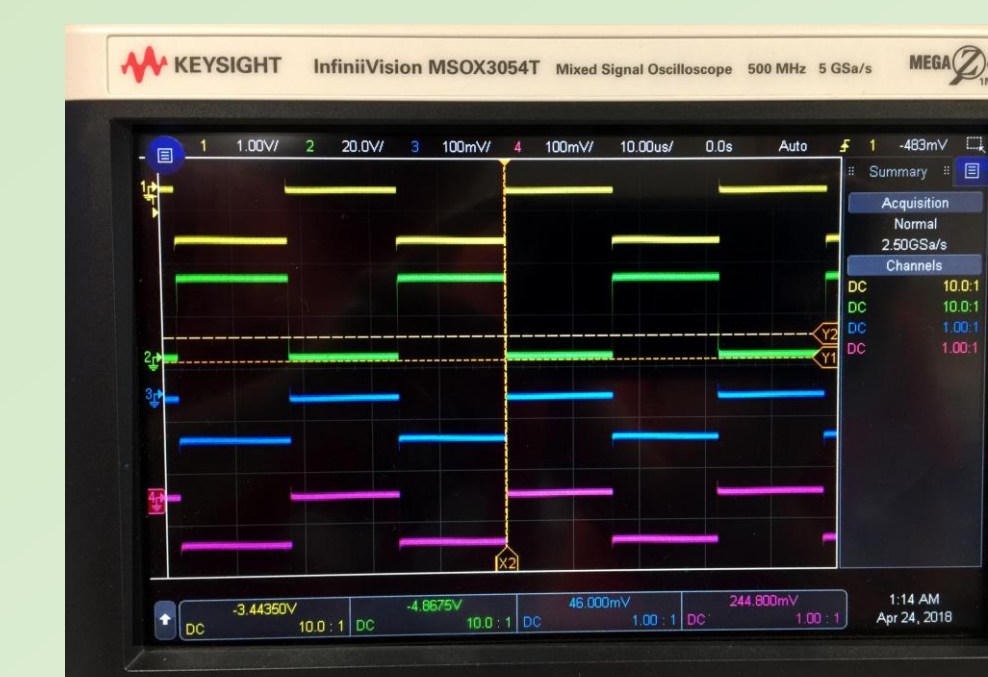 KEYSIGHT InfiniiVision MSOX3054T Mixed Signal Oscilloscope 500 MHz 5 GSa/s MEGA Z
1 1.00V/ 2 20.0V/ 3 100mV/ 4 100mV/ 10.00us/ 0.0s Auto 1 -483mV
Summary
Acquisition
Normal
2.50GSa/s
Channels
DC 10.0:1
DC 10.0:1
DC 1.00:1
DC 1.00:1
1
2
3
4
Y2
Y1
X2
-3.44350V -4.8675V 46.000mV 244.800mV
DC 10.0 : 1 DC 10.0 : 1 DC 1.00 : 1 DC 1.00 : 1
1:14 AM
Apr 24, 2018